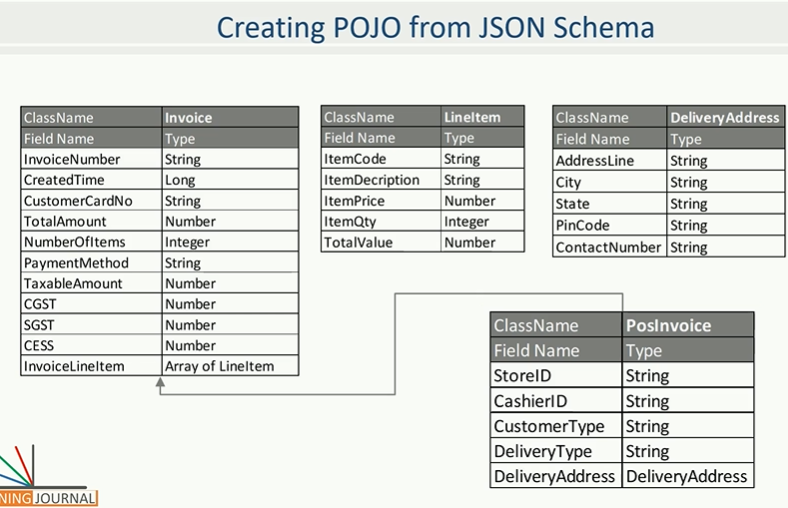 Creating POJO from JSON Schema
ClassName Invoice
Field Name Type
InvoiceNumber String
CreatedTime Long
CustomerCardNo String
TotalAmount Number
NumberOfItems Integer
PaymentMethod String
TaxableAmount Number
CGST Number
SGST Number
CESS Number
InvoiceLineItem Array of LineItem
ClassName LineItem
Field Name Type
ItemCode String
ItemDecription String
ItemPrice Number
ItemQty Integer
TotalValue Number
ClassName DeliveryAddress
Field Name Type
AddressLine String
City String
State String
PinCode String
ContactNumber String
ClassName PosInvoice
Field Name Type
StoreID String
CashierID String
CustomerType String
DeliveryType String
DeliveryAddress DeliveryAddress
NING JOURNAL